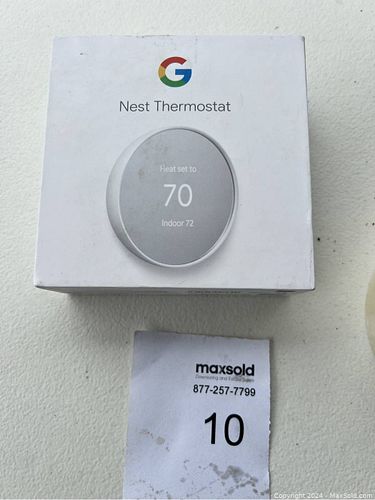 G
Nest Thermostat
Heat set to
70
Indoor 72
maxsold
Downsizing and Estate Sales
877-257-7799
10
Copyright 2024 - MaxSold.com